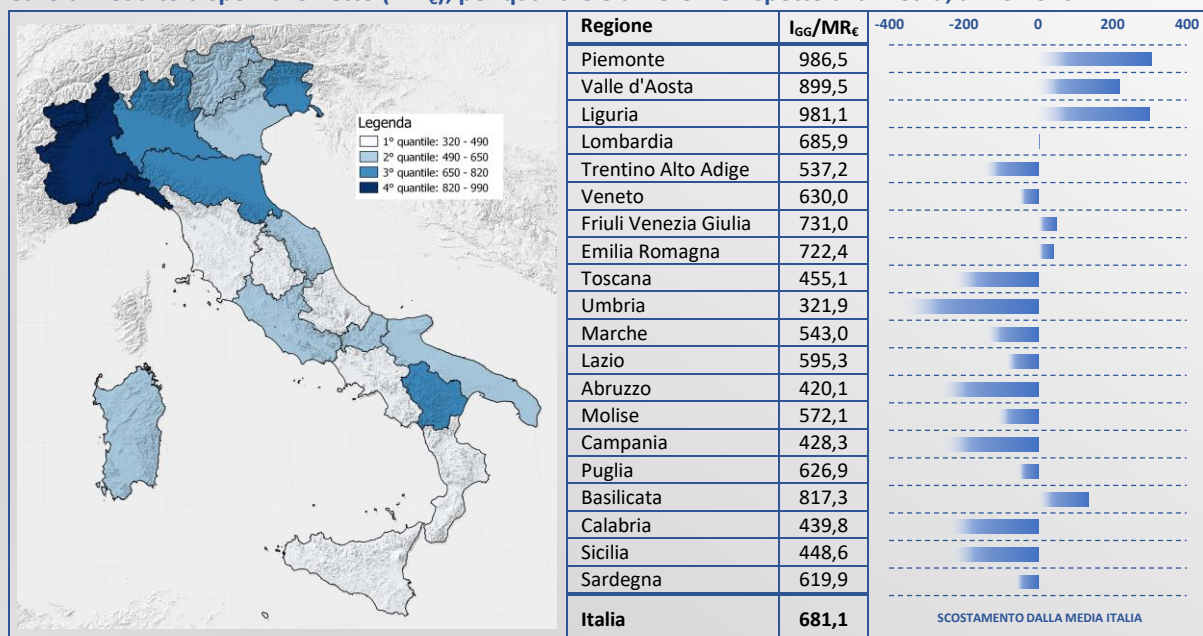 Legenda
1° quantile: 320 - 490
2° quantile: 490 - 650
3° quantile: 650 - 820
4° quantile: 820 - 990
Regione IGG/MR€ -400 -200 0 200 400
Piemonte 986,5
Valle d'Aosta 899,5
Liguria 981,1
Lombardia 685,9
Trentino Alto Adige 537,2
Veneto 630,0
Friuli Venezia Giulia 731,0
Emilia Romagna 722,4
Toscana 455,1
Umbria 321,9
Marche 543,0
Lazio 595,3
Abruzzo 420,1
Molise 572,1
Campania 428,3
Puglia 626,9
Basilicata 817,3
Calabria 439,8
Sicilia 448,6
Sardegna 619,9
Italia 681,1 SCOSTAMENTO DALLA MEDIA ITALIA